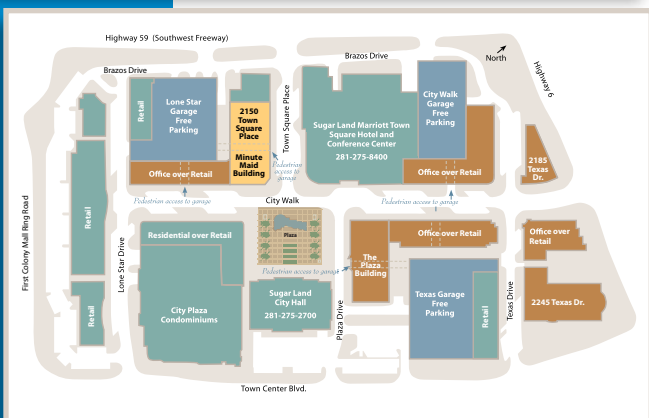 Highway 59 (Southwest Freeway)
Brazos Drive
Brazos Drive
North
Highway 6
Retail
Lone Star
Garage
Free
Parking
2150
Town
Square
Place
Minute
Maid
Building
Town Square Place
Pedestrian
access to
garage
Sugar Land Marriott Town
Square Hotel and
Conference Center
281-275-8400
City Walk
Garage
Free
Parking
Office over Retail
Office over Retail
2185
Texas
Dr.
Pedestrian access to garage
City Walk
Pedestrian access to garage
First Colony Mall Ring Road
Retail
Retail
Lone Star Drive
Residential over Retail
City Plaza
Condominiums
Plaza
Pedestrian access to garage
Sugar Land
City Hall
281-275-2700
Plaza Drive
The
Plaza
Building
Office over Retail
Texas Garage
Free
Parking
Retail
Texas Drive
Office over
Retail
2245 Texas Dr.
Town Center Blvd.